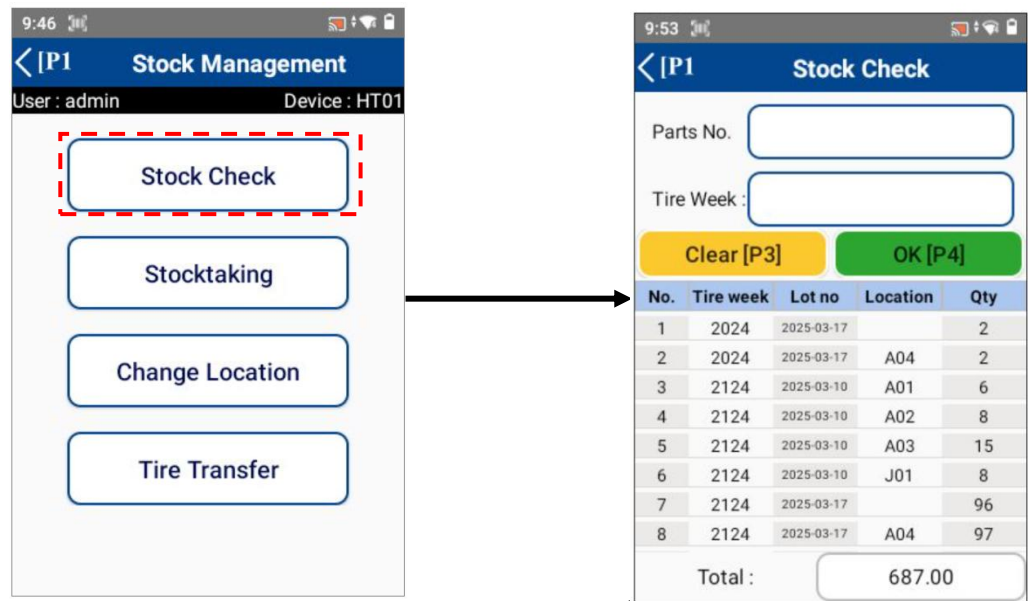 9:46
[P1 Stock Management
User : admin Device : HT01
Stock Check
Stocktaking
Change Location
Tire Transfer
9:53
[P1 Stock Check
Parts No.
Tire Week :
Clear [P3] OK [P4]
No. Tire week Lot no Location Qty
1 2024 2025-03-17 2
2 2024 2025-03-17 A04 2
3 2124 2025-03-10 A01 6
4 2124 2025-03-10 A02 8
5 2124 2025-03-10 A03 15
6 2124 2025-03-10 J01 8
7 2124 2025-03-17 96
8 2124 2025-03-17 A04 97
Total : 687.00